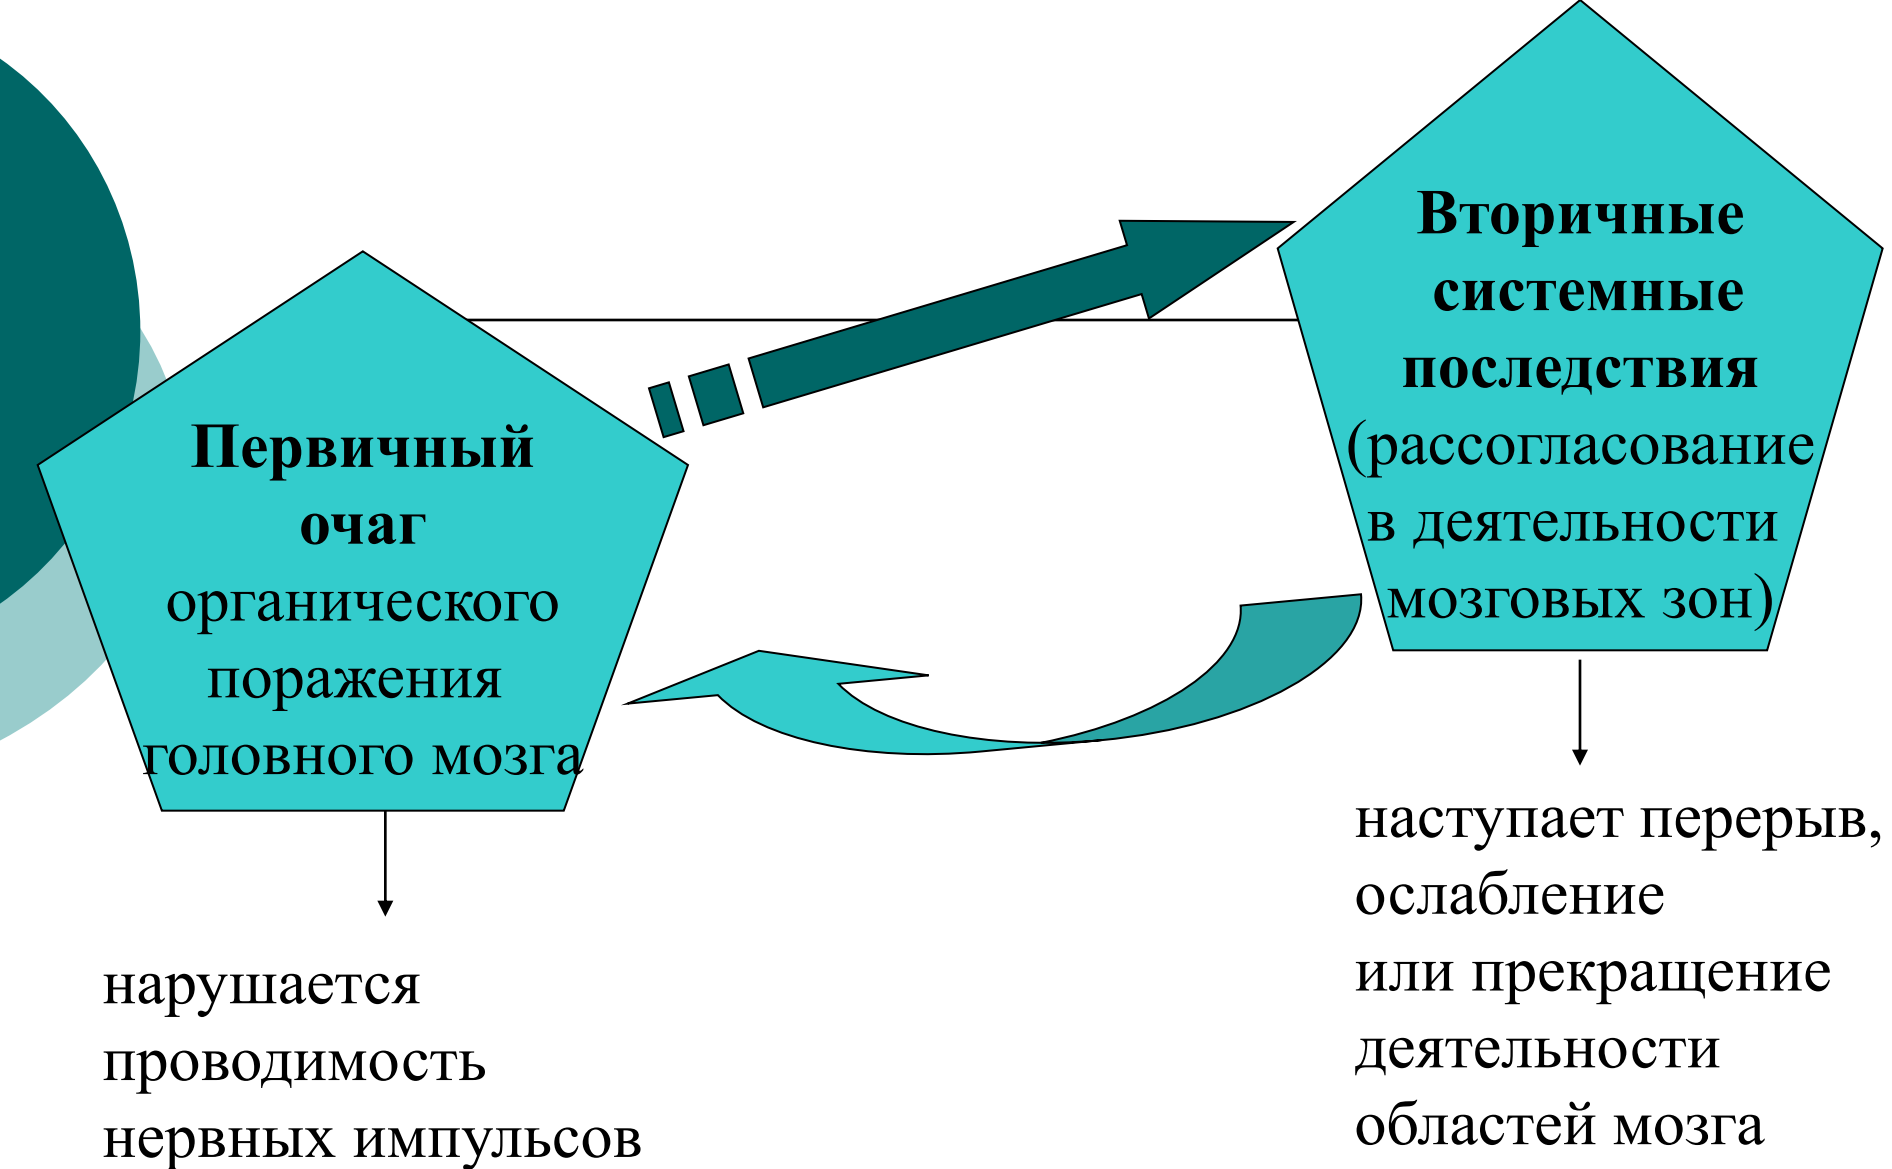 Первичный
очаг
органического
поражения
головного мозга
нарушается
проводимость
нервных импульсов
Вторичные
системные
последствия
(рассогласование
в деятельности
мозговых зон)
наступает перерыв,
ослабление
или прекращение
деятельности
областей мозга